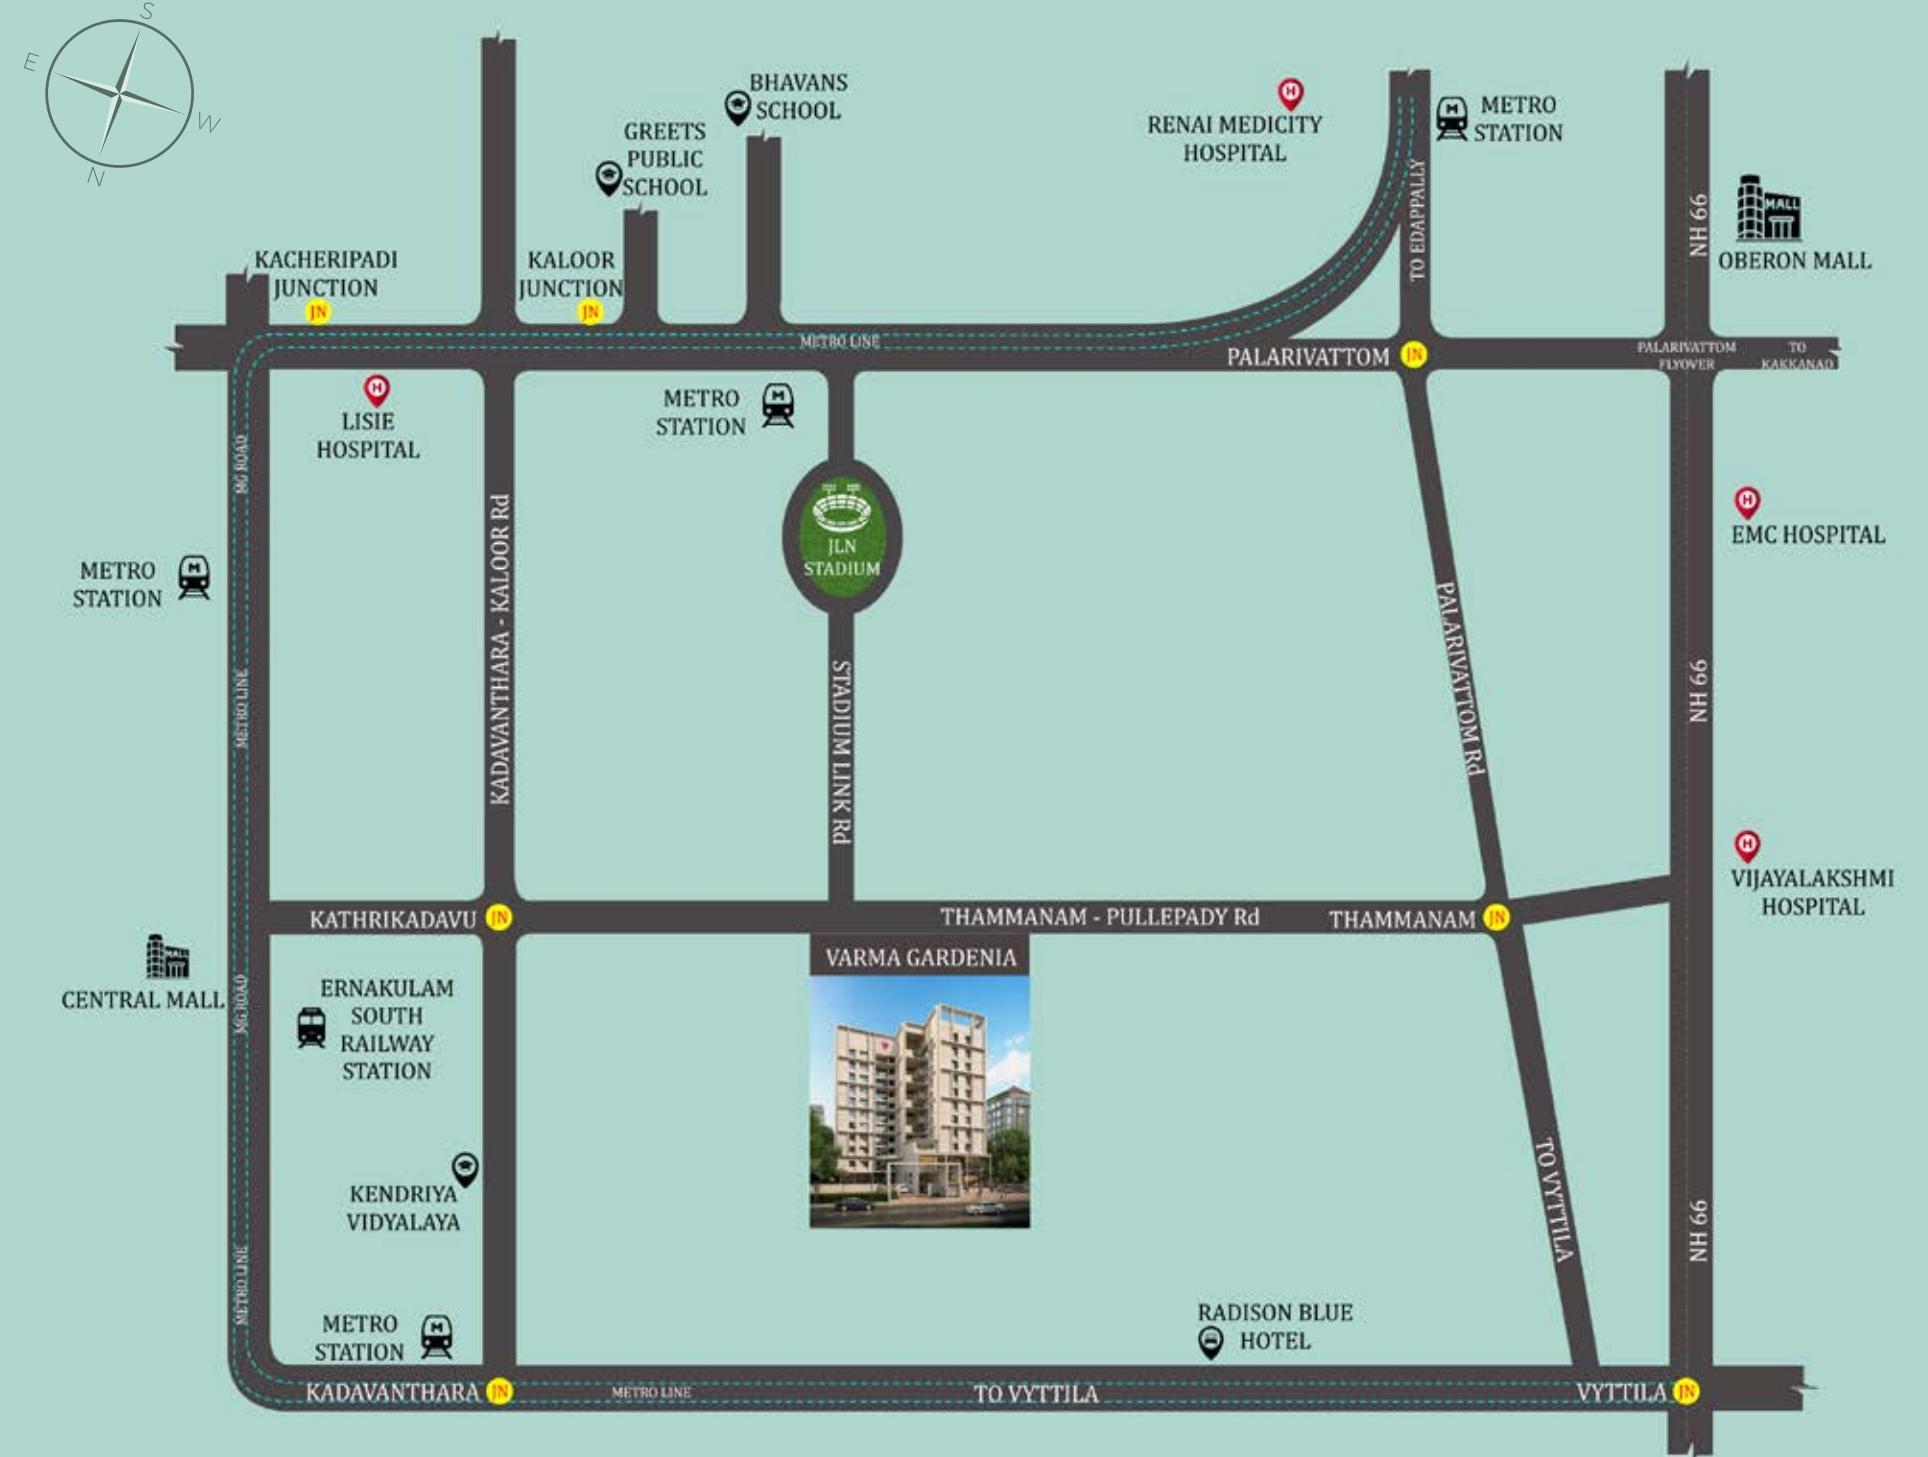 S
E
W
N
BHAVANS
SCHOOL
GREETS
PUBLIC
SCHOOL
RENAI MEDICITY
HOSPITAL
METRO
STATION
TO EDAPPALLY
NH 66
MALL
OBERON MALL
KACHERIPADI
JUNCTION
JN
KALOOR
JUNCTION
JN
METRO LINE
PALARIVATTOM
JN
PALARIVATTOM
FLYOVER
TO
KAKKANAD
H
LISIE
HOSPITAL
METRO
STATION
M
MG ROAD
KADAVANTHARA - KALOOR Rd
JLN
STADIUM
H
EMC HOSPITAL
METRO
STATION
M
METRO LINE
STADIUM LINK Rd
PALARIVATTOM Rd
NH 66
H
VIJAYALAKSHMI
HOSPITAL
KATHRIKADAVU
JN
THAMMANAM - PULLEPADY Rd
THAMMANAM
JN
VARMA GARDENIA
MALL
CENTRAL MALL
MG ROAD
ERNAKULAM
SOUTH
RAILWAY
STATION
KENDRIYA
VIDYALAYA
TO VYTTILA
NH 66
METRO LINE
METRO
STATION
M
RADISON BLUE
HOTEL
KADAVANTHARA
JN
METRO LINE
TO VYTTILA
VYTTILA
JN